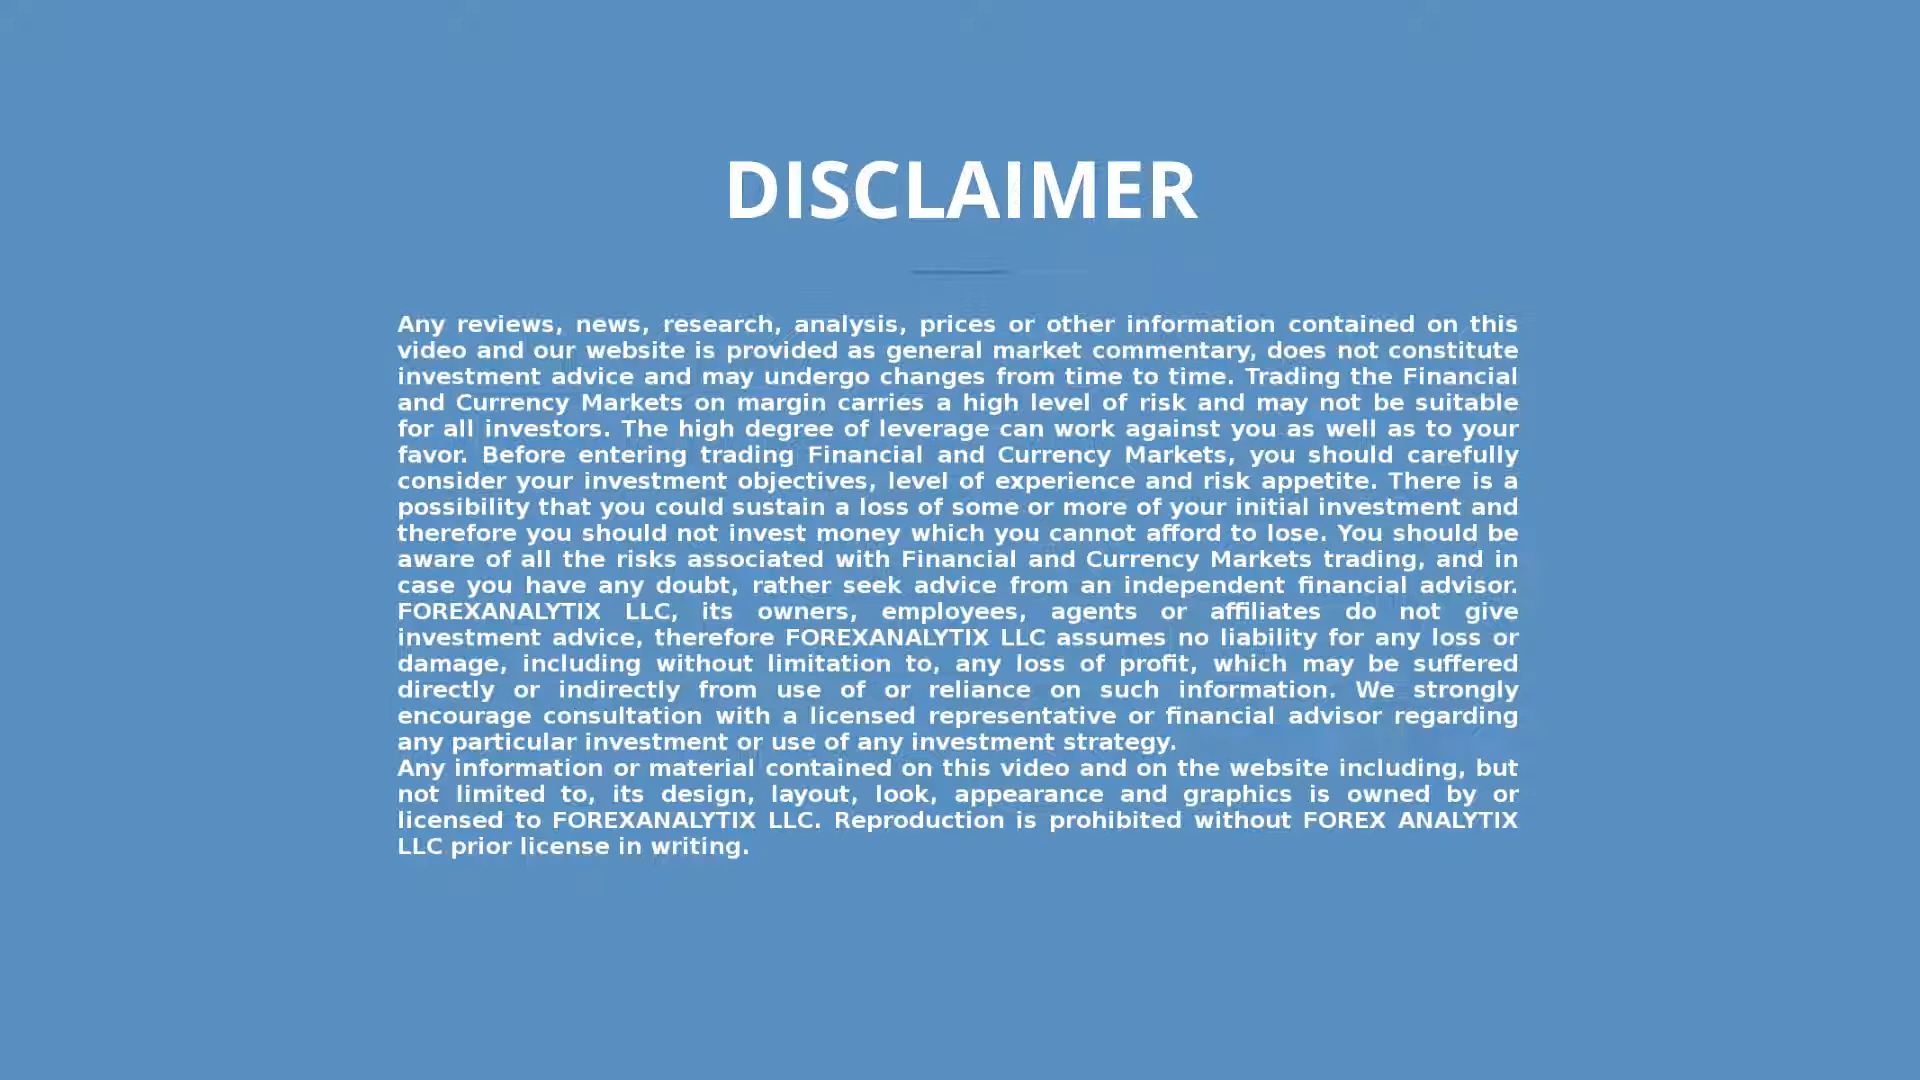 DISCLAIMER
Any reviews, news, research, analysis, prices or other information contained on this
video and our website is provided as general market commentary, does not constitute
investment advice and may undergo changes from time to time. Trading the Financial
and Currency Markets on margin carries a high level of risk and may not be suitable
for all investors. The high degree of leverage can work against you as well as to your
favor. Before entering trading Financial and Currency Markets, you should carefully
consider your investment objectives, level of experience and risk appetite. There is a
possibility that you could sustain a loss of some or more of your initial investment and
therefore you should not invest money which you cannot afford to lose. You should be
aware of all the risks associated with Financial and Currency Markets trading, and in
case you have any doubt, rather seek advice from an independent financial advisor.
FOREXANALYTIX LLC, its owners, employees, agents or affiliates do not give
investment advice, therefore FOREXANALYTIX LLC assumes no liability for any loss or
damage, including without limitation to, any loss of profit, which may be suffered
directly or indirectly from use of or reliance on such information. We strongly
encourage consultation with a licensed representative or financial advisor regarding
any particular investment or use of any investment strategy.
Any information or material contained on this video and on the website including, but
not limited to, its design, layout, look, appearance and graphics is owned by or
licensed to FOREXANALYTIX LLC. Reproduction is prohibited without FOREX ANALYTIX
LLC prior license in writing.